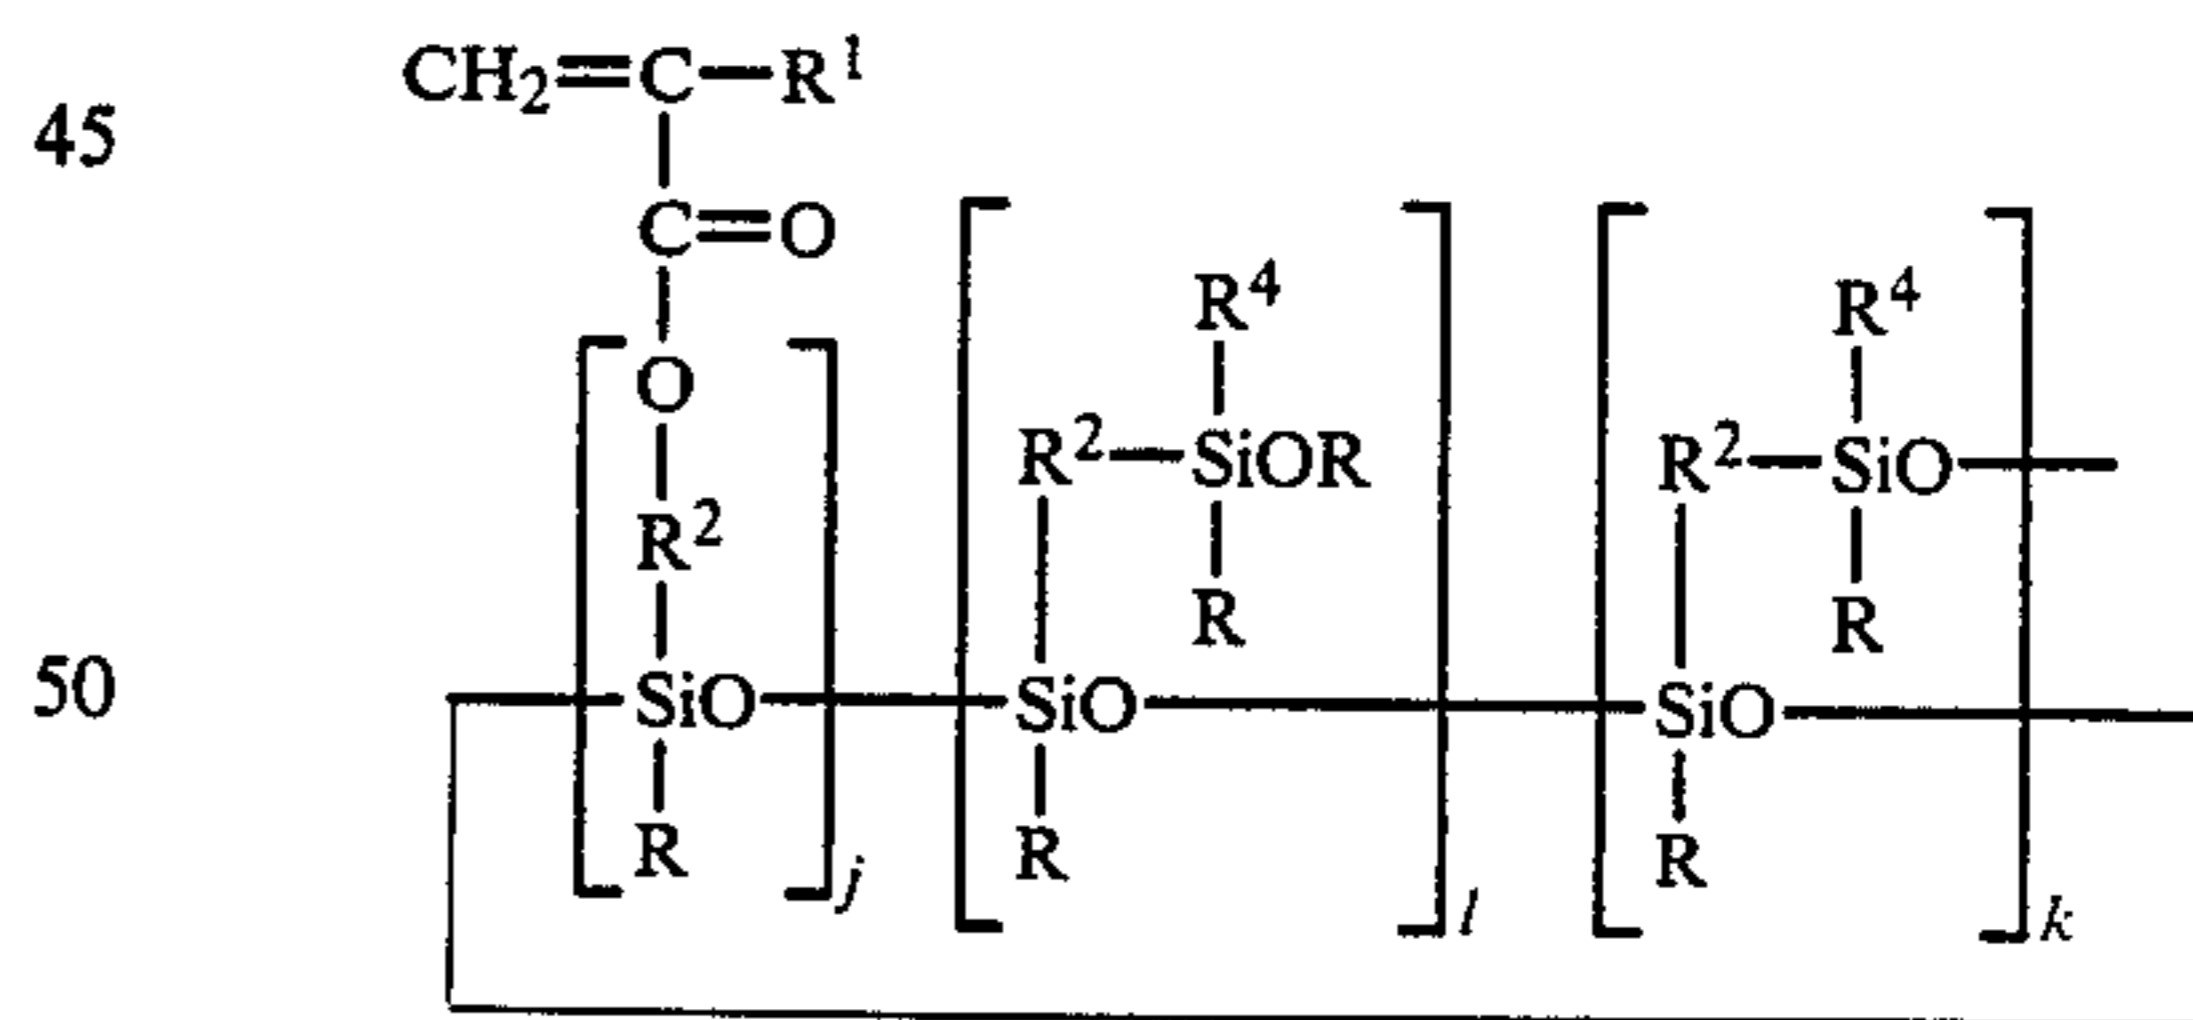 CH2=C—R1
45
C=O
R4 R4
O
R2—SiOR R2—SiO
R2
R R
50 SiO SiO SiO
R j R l R k